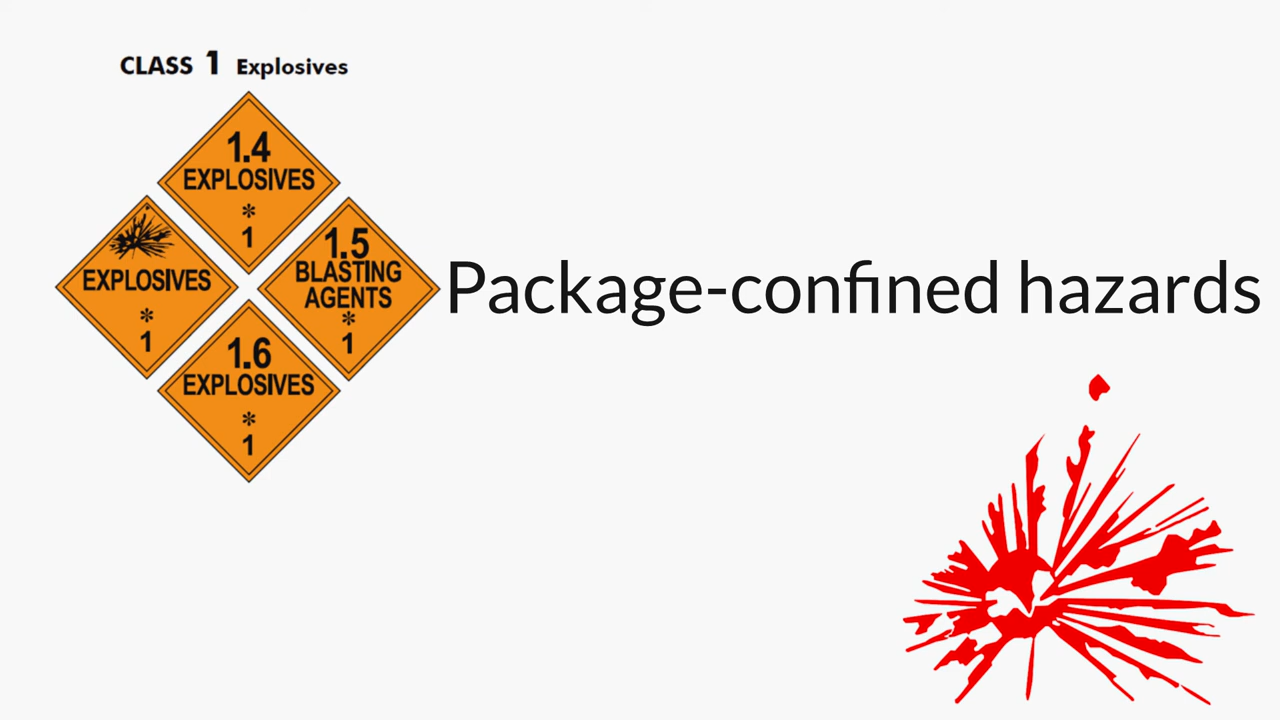 CLASS 1 Explosives
1.4
EXPLOSIVES
*
1
EXPLOSIVES
*
1
1.5
BLASTING
AGENTS
*
1
1.6
EXPLOSIVES
*
1
Package-confined hazards